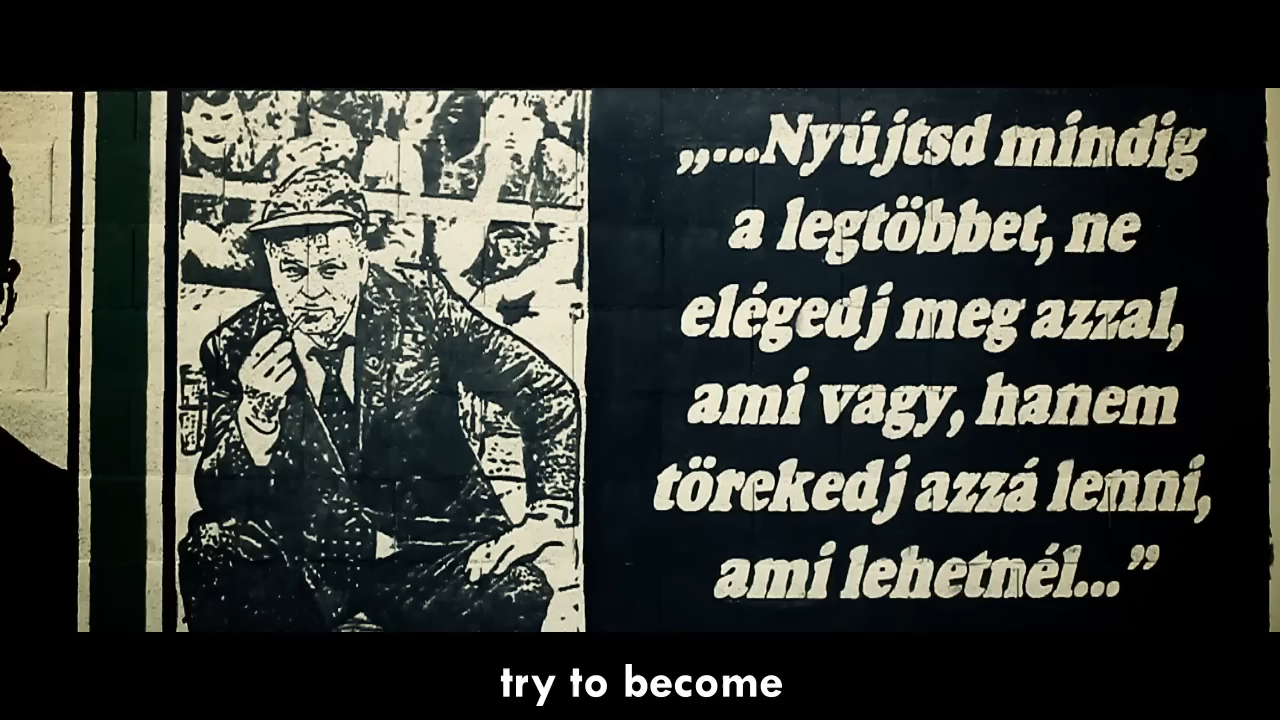 „...Nyújtsd mindig
a legtöbbet, ne
elégedj meg azzal,
ami vagy, hanem
törekedj azzá lenni,
ami lehetnél...”
try to become